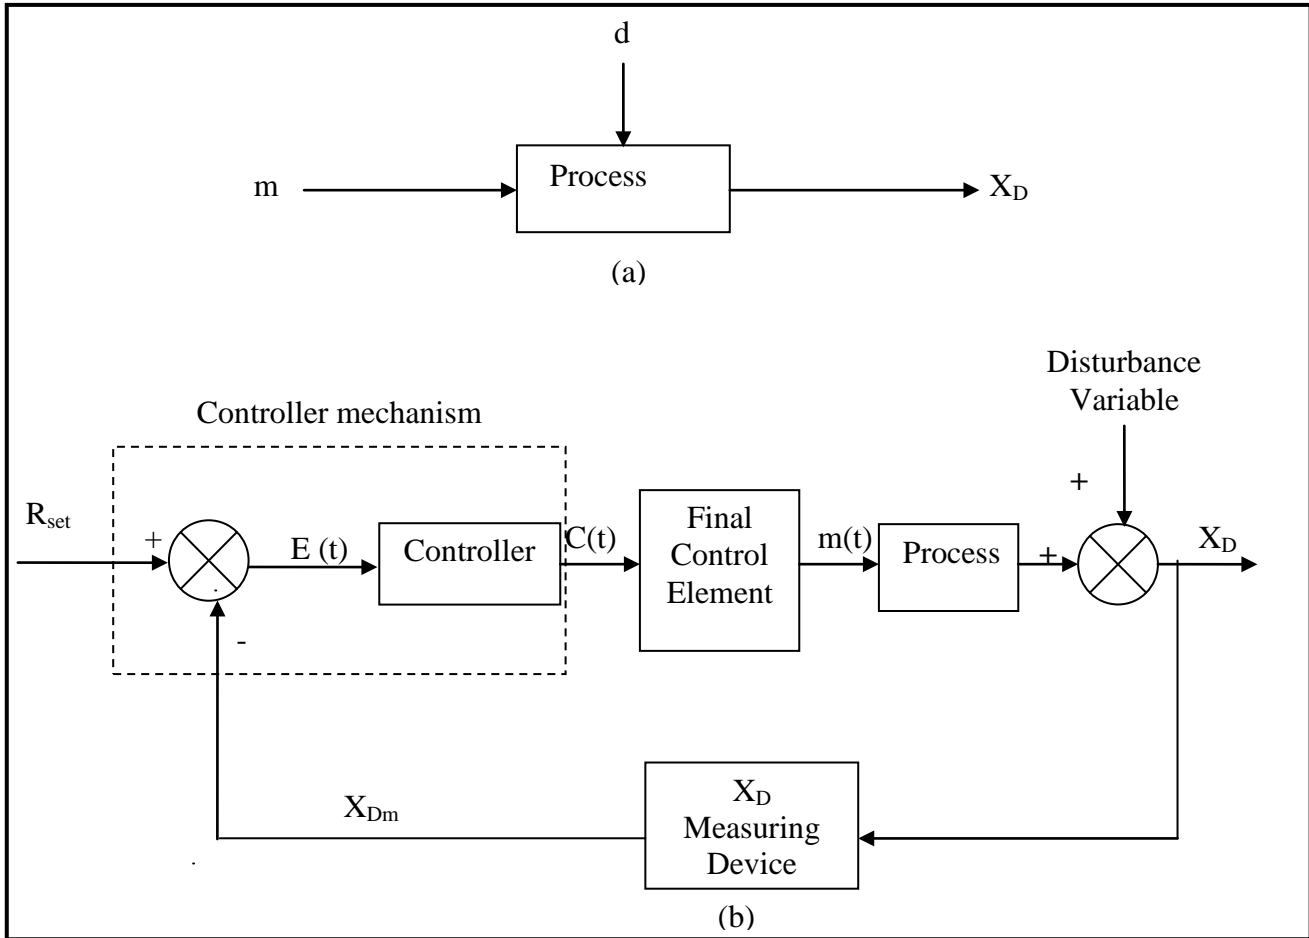 d
Process
m
X_D
(a)
Disturbance
Variable
Controller mechanism
+
R_set
+
E (t)
Controller
C(t)
Final
Control
Element
m(t)
Process
+
X_D
-
X_Dm
X_D
Measuring
Device
(b)